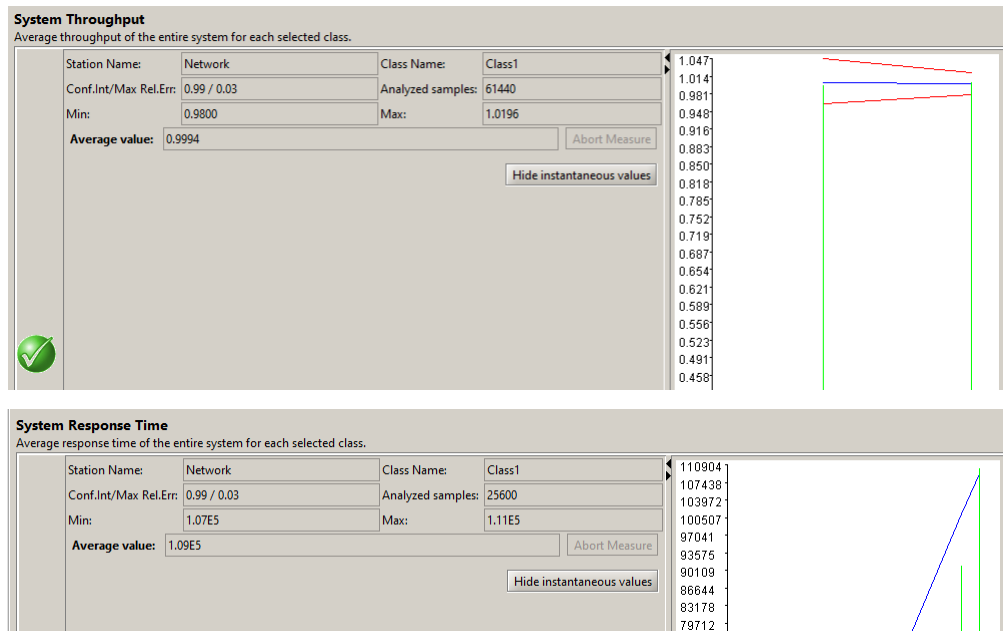 System Throughput
Average throughput of the entire system for each selected class.
Station Name: Network Class Name: Class1
Conf.Int/Max Rel.Err: 0.99 / 0.03 Analyzed samples: 61440
Min: 0.9800 Max: 1.0196
Average value: 0.9994 Abort Measure
Hide instantaneous values
1.047
1.014
0.981
0.948
0.916
0.883
0.850
0.818
0.785
0.752
0.719
0.687
0.654
0.621
0.589
0.556
0.523
0.491
0.458
System Response Time
Average response time of the entire system for each selected class.
Station Name: Network Class Name: Class1
Conf.Int/Max Rel.Err: 0.99 / 0.03 Analyzed samples: 25600
Min: 1.07E5 Max: 1.11E5
Average value: 1.09E5 Abort Measure
Hide instantaneous values
110904
107438
103972
100507
97041
93575
90109
86644
83178
79712